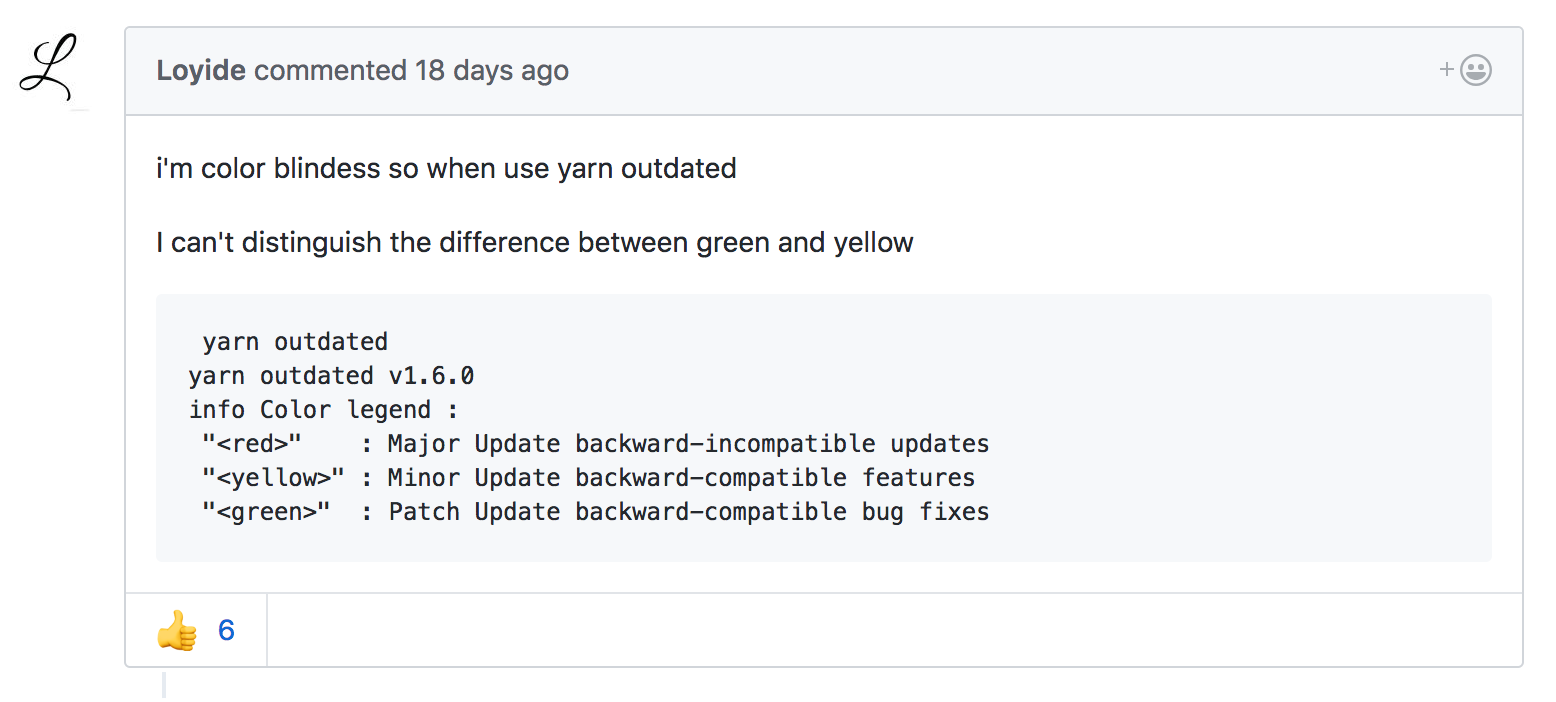 L
Loyide commented 18 days ago
i'm color blindess so when use yarn outdated
I can't distinguish the difference between green and yellow
yarn outdated
yarn outdated v1.6.0
info Color legend :
"<red>"    : Major Update backward-incompatible updates
"<yellow>" : Minor Update backward-compatible features
"<green>"  : Patch Update backward-compatible bug fixes
👍 6